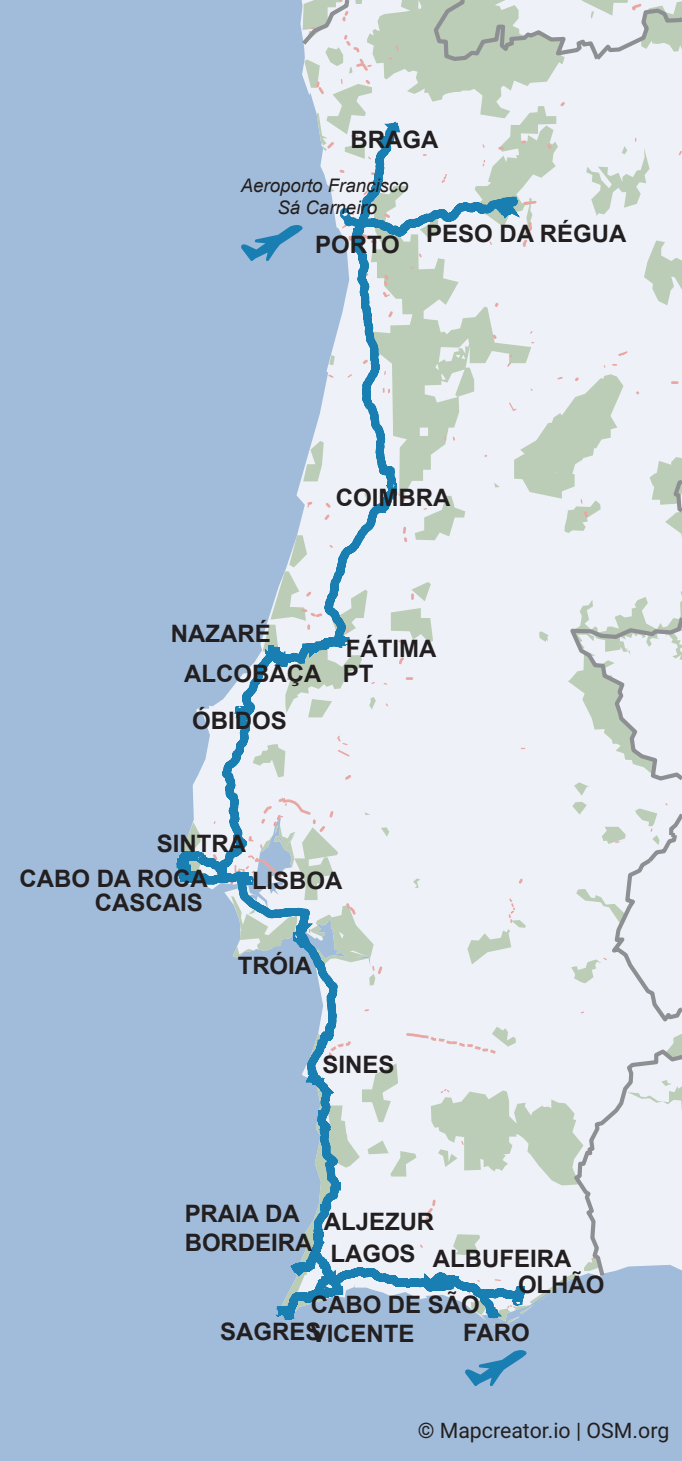 BRAGA
Aeroporto Francisco
Sá Carneiro
PESO DA RÉGUA
PORTO
COIMBRA
NAZARÉ
FÁTIMA
ALCOBAÇA PT
ÓBIDOS
SINTRA
CABO DA ROCA
LISBOA
CASCAIS
TRÓIA
SINES
PRAIA DA
BORDEIRA
ALJEZUR
LAGOS
ALBUFEIRA
OLHÃO
CABO DE SÃO
VICENTE
SAGRES
FARO
© Mapcreator.io | OSM.org